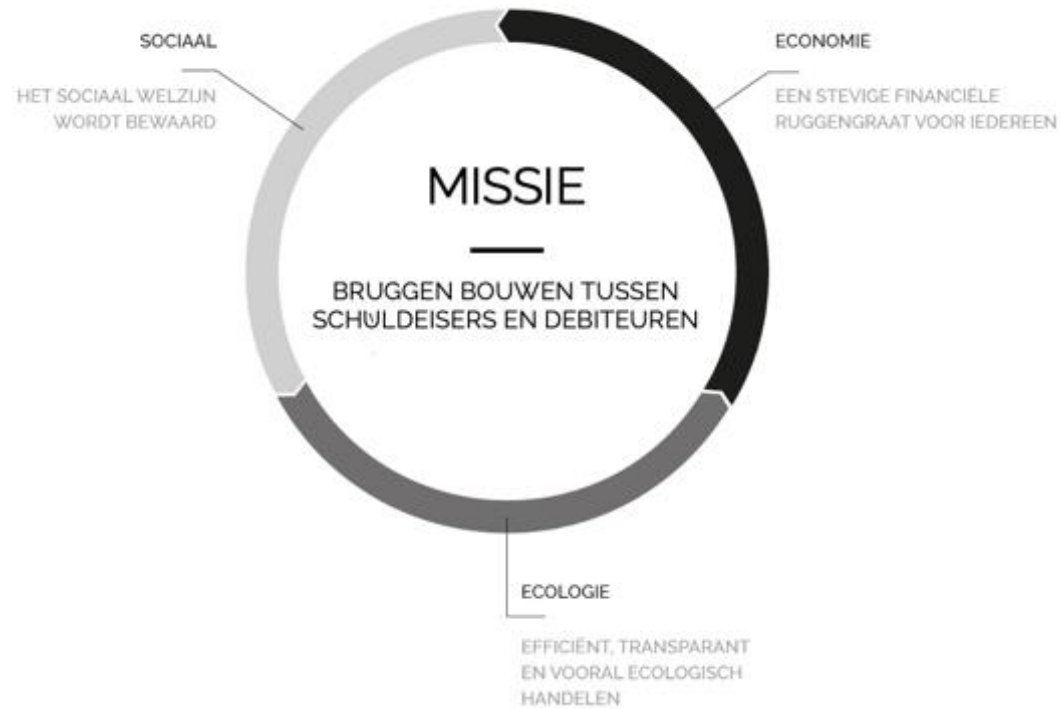 SOCIAAL
HET SOCIAAL WELZIJN
WORDT BEWAARD
ECONOMIE
EEN STEVIGE FINANCIËLE
RUGGENGRAAT VOOR IEDEREEN
MISSIE
BRUGGEN BOUWEN TUSSEN
SCHULDEISERS EN DEBITEUREN
ECOLOGIE
EFFICIËNT, TRANSPARANT
EN VOORAL ECOLOGISCH
HANDELEN